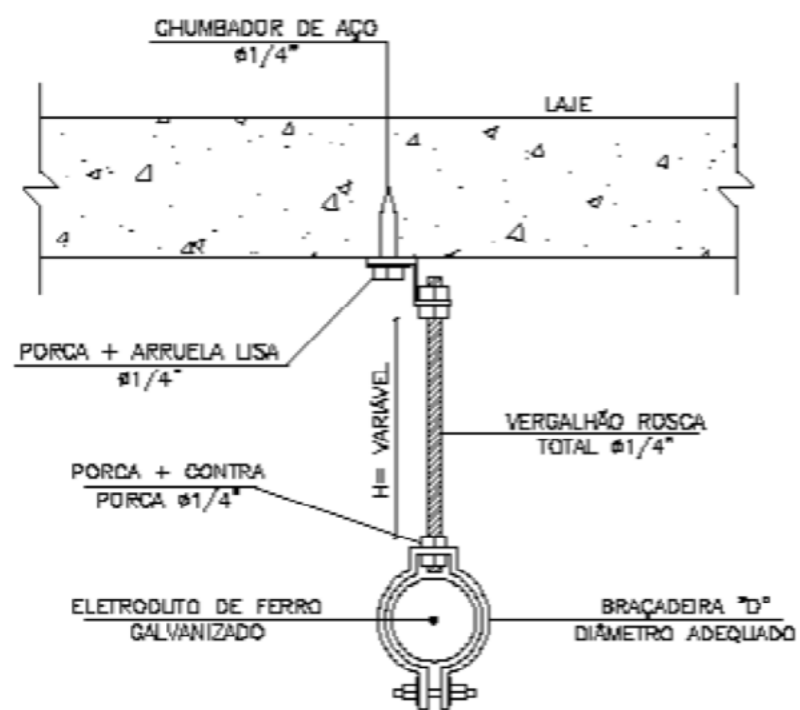 CHUMBADOR DE AÇO
ø1/4"
LAJE
PORCA + ARRUELA LISA
ø1/4"
H= VARIÁVEL
VERGALHÃO ROSCA
TOTAL ø1/4"
PORCA + CONTRA
PORCA ø1/4"
ELETRODUTO DE FERRO
GALVANIZADO
BRAÇADEIRA "D"
DIÂMETRO ADEQUADO